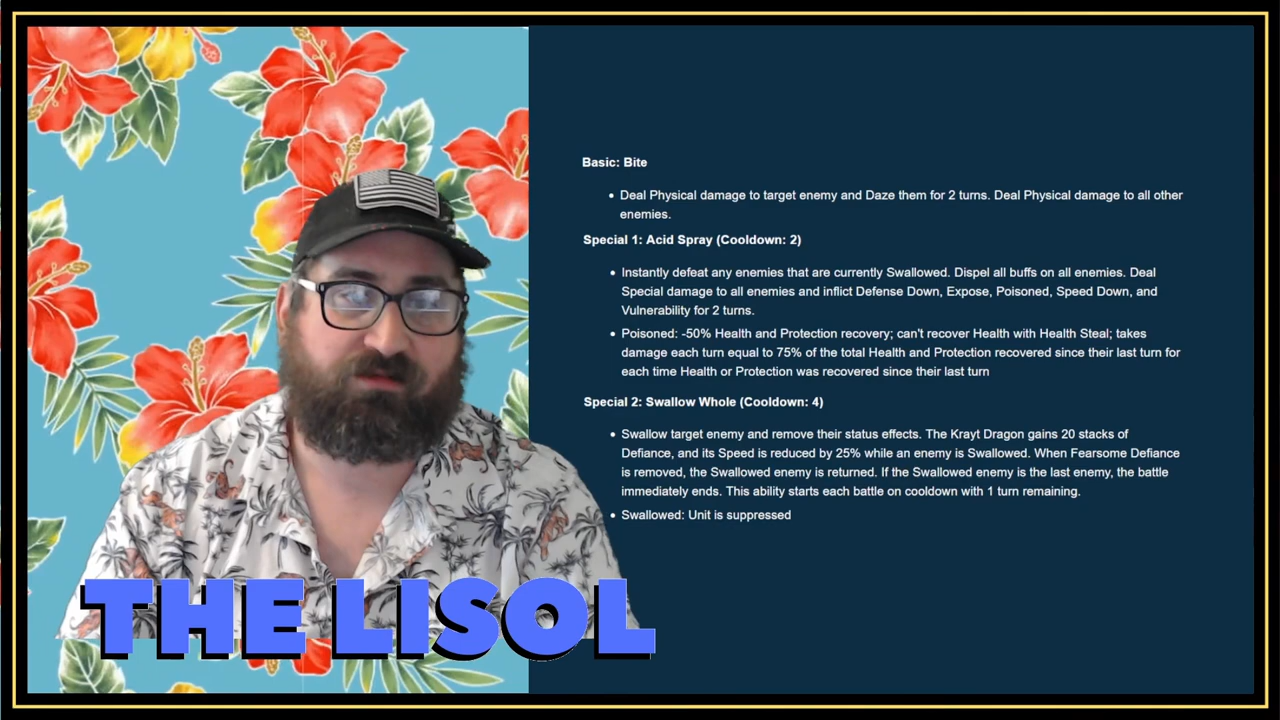 Basic: Bite
• Deal Physical damage to target enemy and Daze them for 2 turns. Deal Physical damage to all other
enemies.
Special 1: Acid Spray (Cooldown: 2)
• Instantly defeat any enemies that are currently Swallowed. Dispel all buffs on all enemies. Deal
Special damage to all enemies and inflict Defense Down, Expose, Poisoned, Speed Down, and
Vulnerability for 2 turns.
• Poisoned: -50% Health and Protection recovery; can't recover Health with Health Steal; takes
damage each turn equal to 75% of the total Health and Protection recovered since their last turn for
each time Health or Protection was recovered since their last turn
Special 2: Swallow Whole (Cooldown: 4)
• Swallow target enemy and remove their status effects. The Krayt Dragon gains 20 stacks of
Defiance, and its Speed is reduced by 25% while an enemy is Swallowed. When Fearsome Defiance
is removed, the Swallowed enemy is returned. If the Swallowed enemy is the last enemy, the battle
immediately ends. This ability starts each battle on cooldown with 1 turn remaining.
• Swallowed: Unit is suppressed
THE LISOL